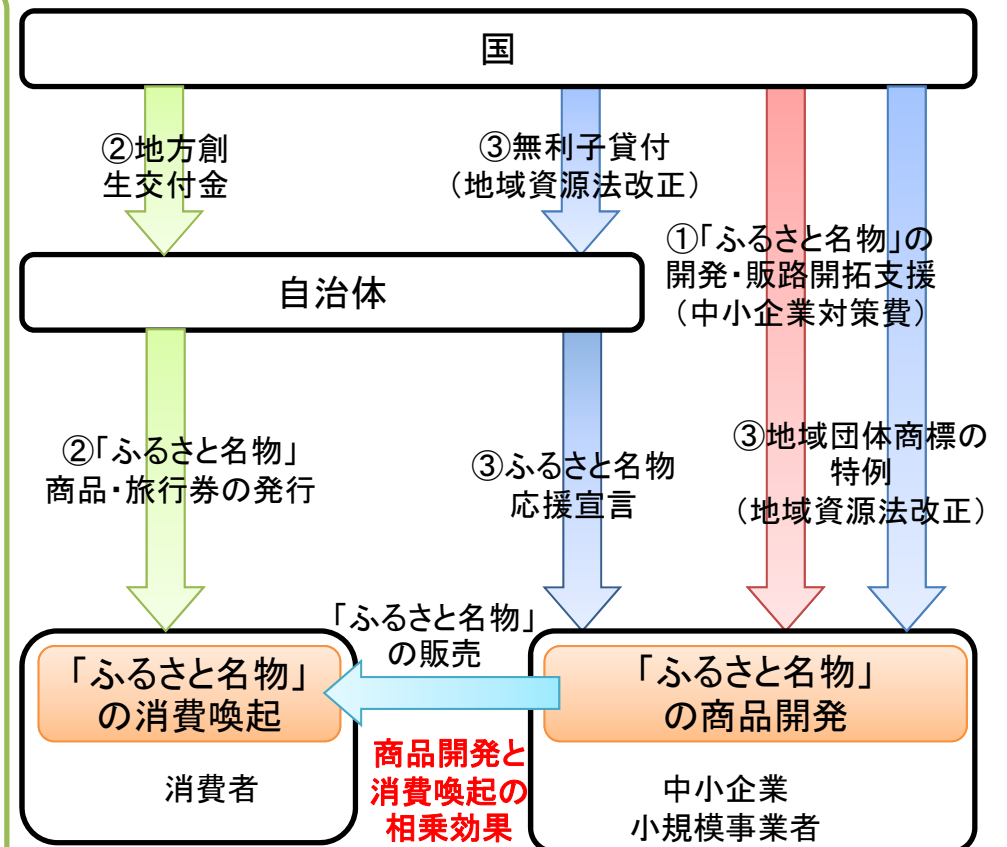 国
②地方創
生交付金
③無利子貸付
（地域資源法改正）
①「ふるさと名物」の
開発・販路開拓支援
（中小企業対策費）
自治体
②「ふるさと名物」
商品・旅行券の発行
③ふるさと名物
応援宣言
③地域団体商標の
特例
（地域資源法改正）
「ふるさと名物」
の販売
「ふるさと名物」
の消費喚起
消費者
商品開発と
消費喚起の
相乗効果
「ふるさと名物」
の商品開発
中小企業
小規模事業者